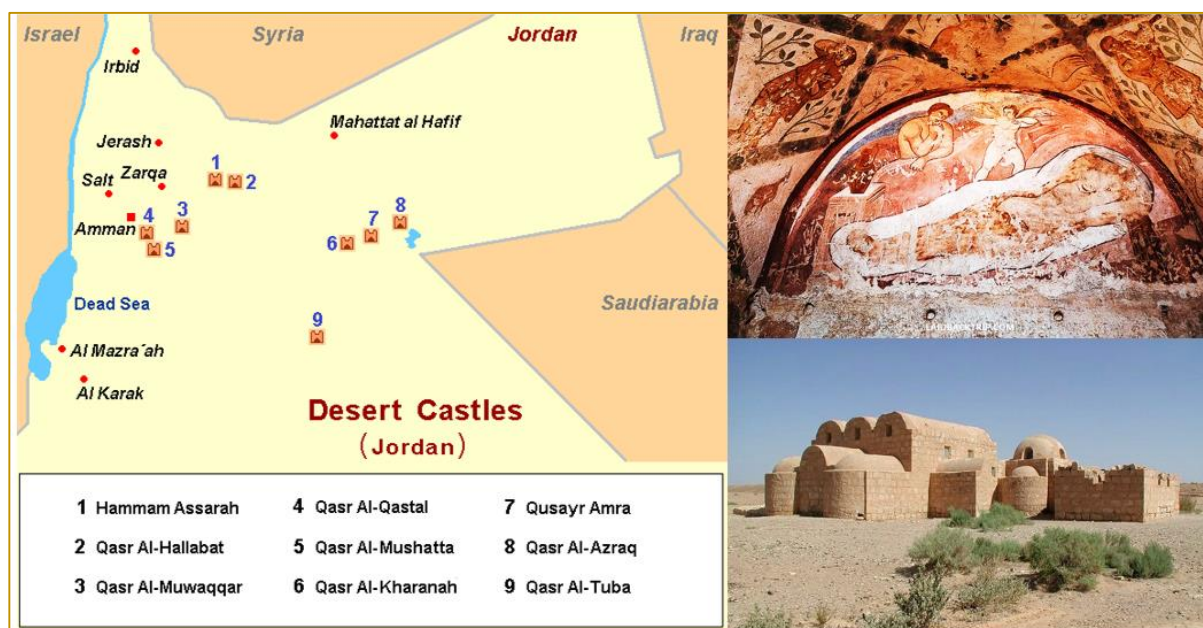 Israel
Syria
Jordan
Iraq
Irbid
Mahattat al Hafif
Jerash
1
Salt
Zarqa
2
Amman
4
3
8
7
6
5
Dead Sea
Saudiarabia
9
Al Mazra´ah
Al Karak
Desert Castles
(Jordan)
1 Hammam Assarah
4 Qasr Al-Qastal
7 Qusayr Amra
2 Qasr Al-Hallabat
5 Qasr Al-Mushatta
8 Qasr Al-Azraq
3 Qasr Al-Muwaqqar
6 Qasr Al-Kharanah
9 Qasr Al-Tuba
LAIDBACKTRIP.COM